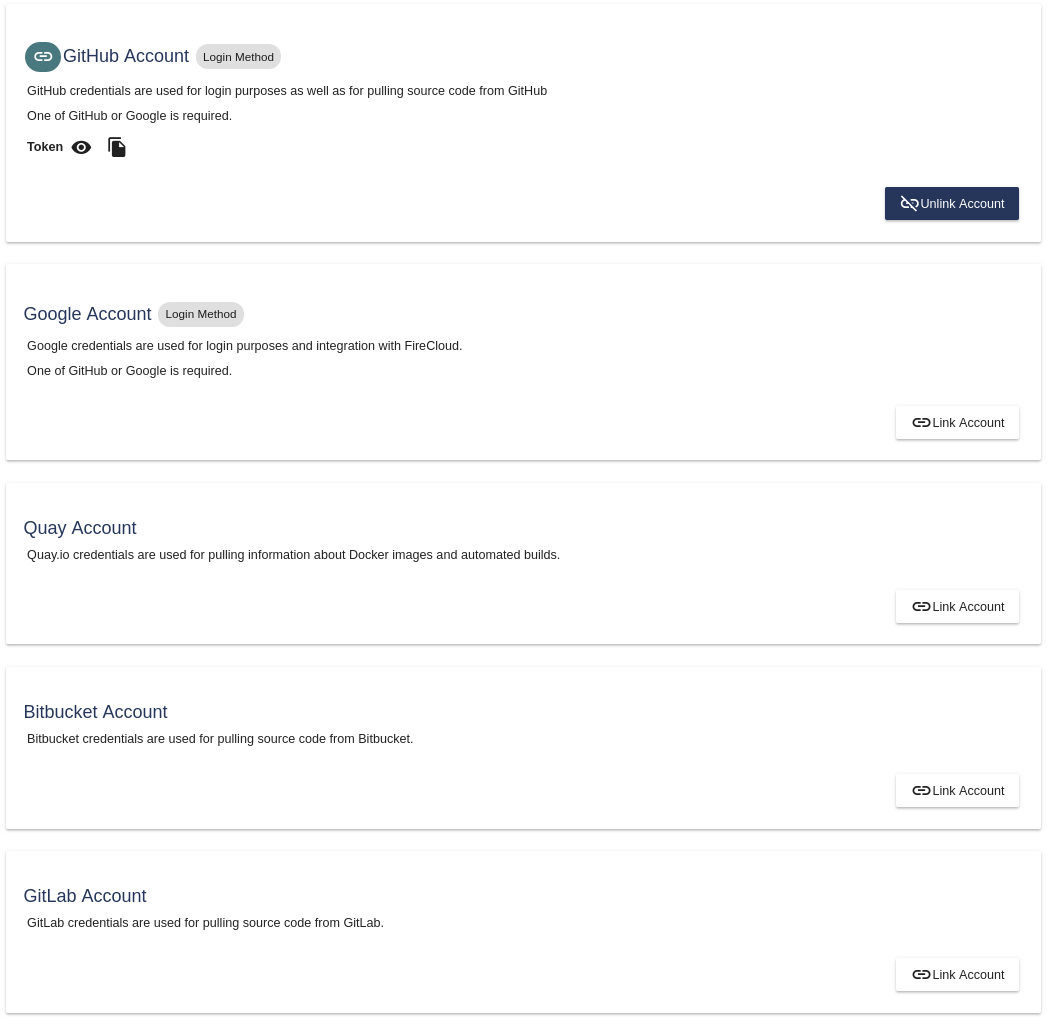 GitHub Account Login Method
GitHub credentials are used for login purposes as well as for pulling source code from GitHub
One of GitHub or Google is required.
Token
Unlink Account
Google Account Login Method
Google credentials are used for login purposes and integration with FireCloud.
One of GitHub or Google is required.
Link Account
Quay Account
Quay.io credentials are used for pulling information about Docker images and automated builds.
Link Account
Bitbucket Account
Bitbucket credentials are used for pulling source code from Bitbucket.
Link Account
GitLab Account
GitLab credentials are used for pulling source code from GitLab.
Link Account